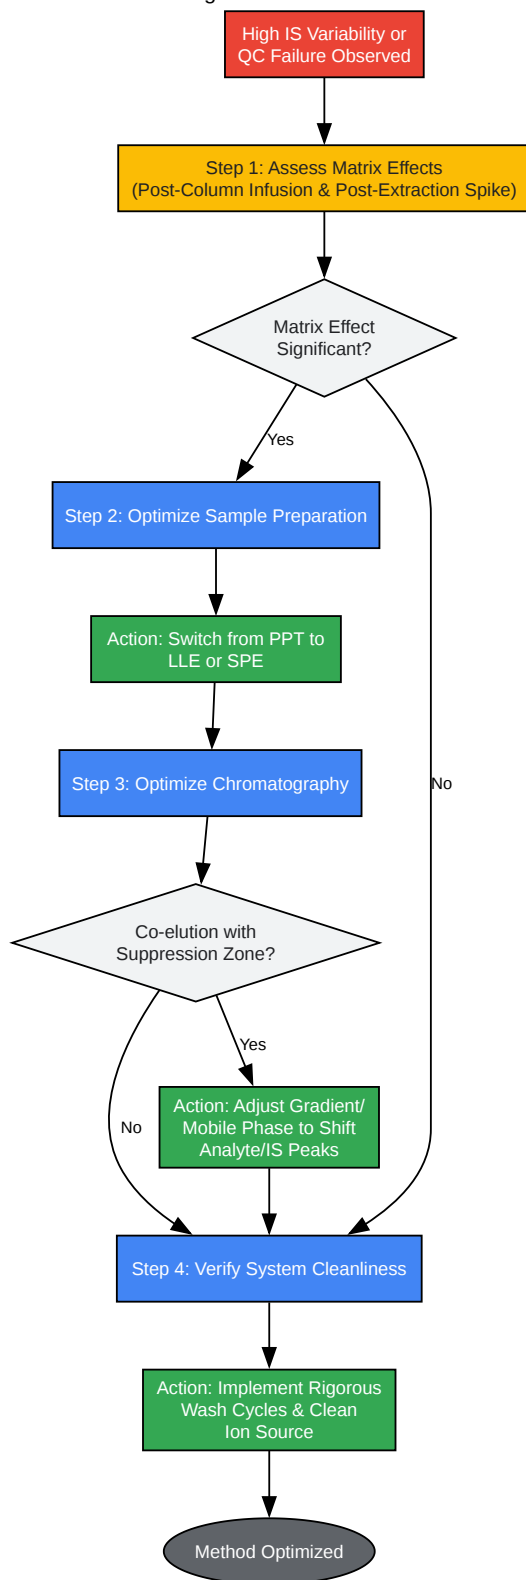 High IS Variability or
QC Failure Observed
Step 1: Assess Matrix Effects
(Post-Column Infusion & Post-Extraction Spike)
Matrix Effect
Significant?
Yes
Step 2: Optimize Sample Preparation
Action: Switch from PPT to
LLE or SPE
Step 3: Optimize Chromatography
No
Co-elution with
Suppression Zone?
Yes
Action: Adjust Gradient/
Mobile Phase to Shift
Analyte/IS Peaks
No
Step 4: Verify System Cleanliness
Action: Implement Rigorous
Wash Cycles & Clean
Ion Source
Method Optimized